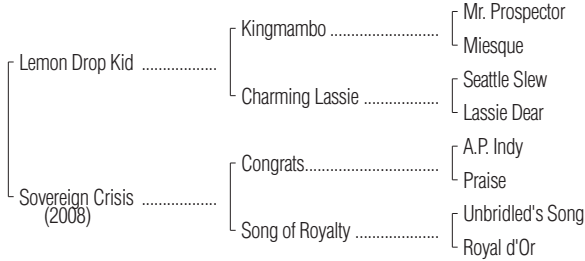 Mr. Prospector
Kingmambo ....................
Miesque
Lemon Drop Kid ..................
Seattle Slew
Charming Lassie ..................
Lassie Dear
A.P. Indy
Congrats................................
Praise
Sovereign Crisis ..................
(2008)
Unbridled's Song
Song of Royalty ....................
Royal d'Or